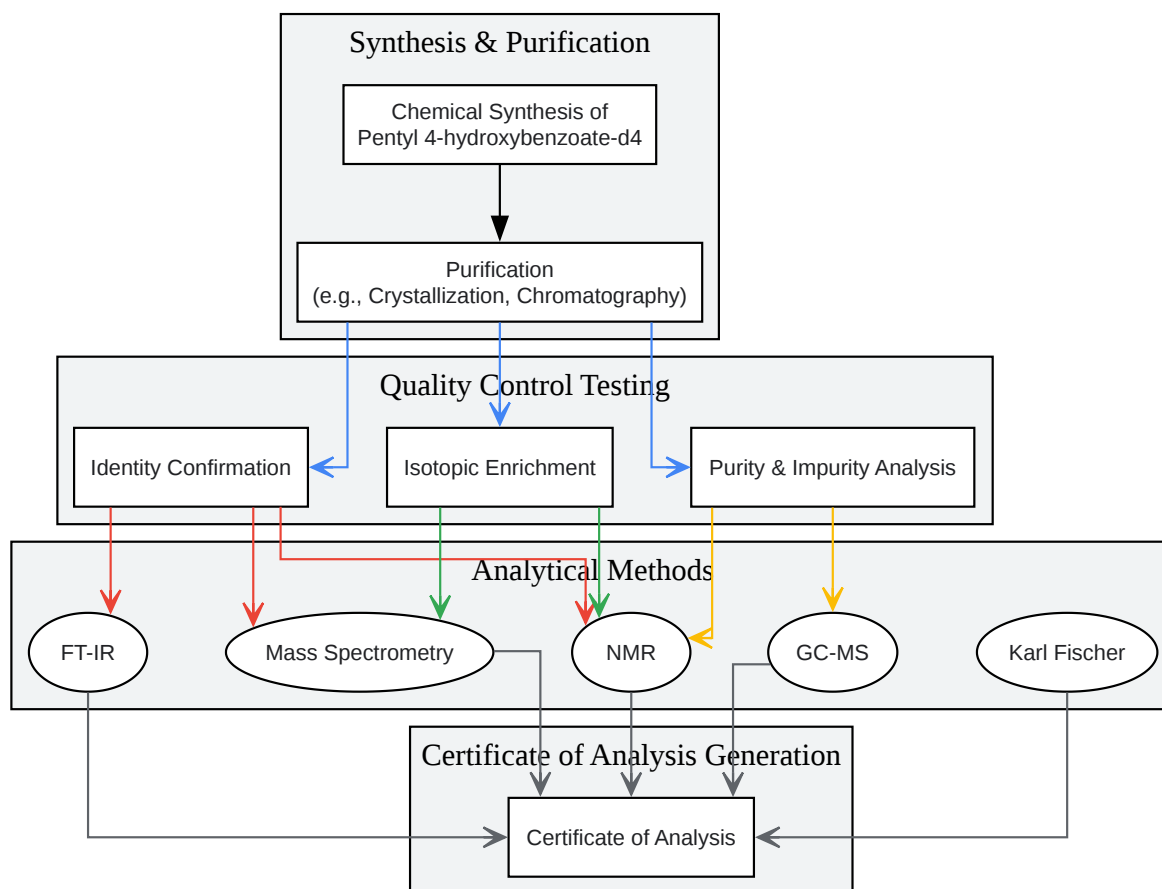 Synthesis & Purification
Chemical Synthesis of
Pentyl 4-hydroxybenzoate-d4
Purification
(e.g., Crystallization, Chromatography)
Quality Control Testing
Identity Confirmation
Isotopic Enrichment
Purity & Impurity Analysis
Analytical Methods
FT-IR
Mass Spectrometry
NMR
GC-MS
Karl Fischer
Certificate of Analysis Generation
Certificate of Analysis